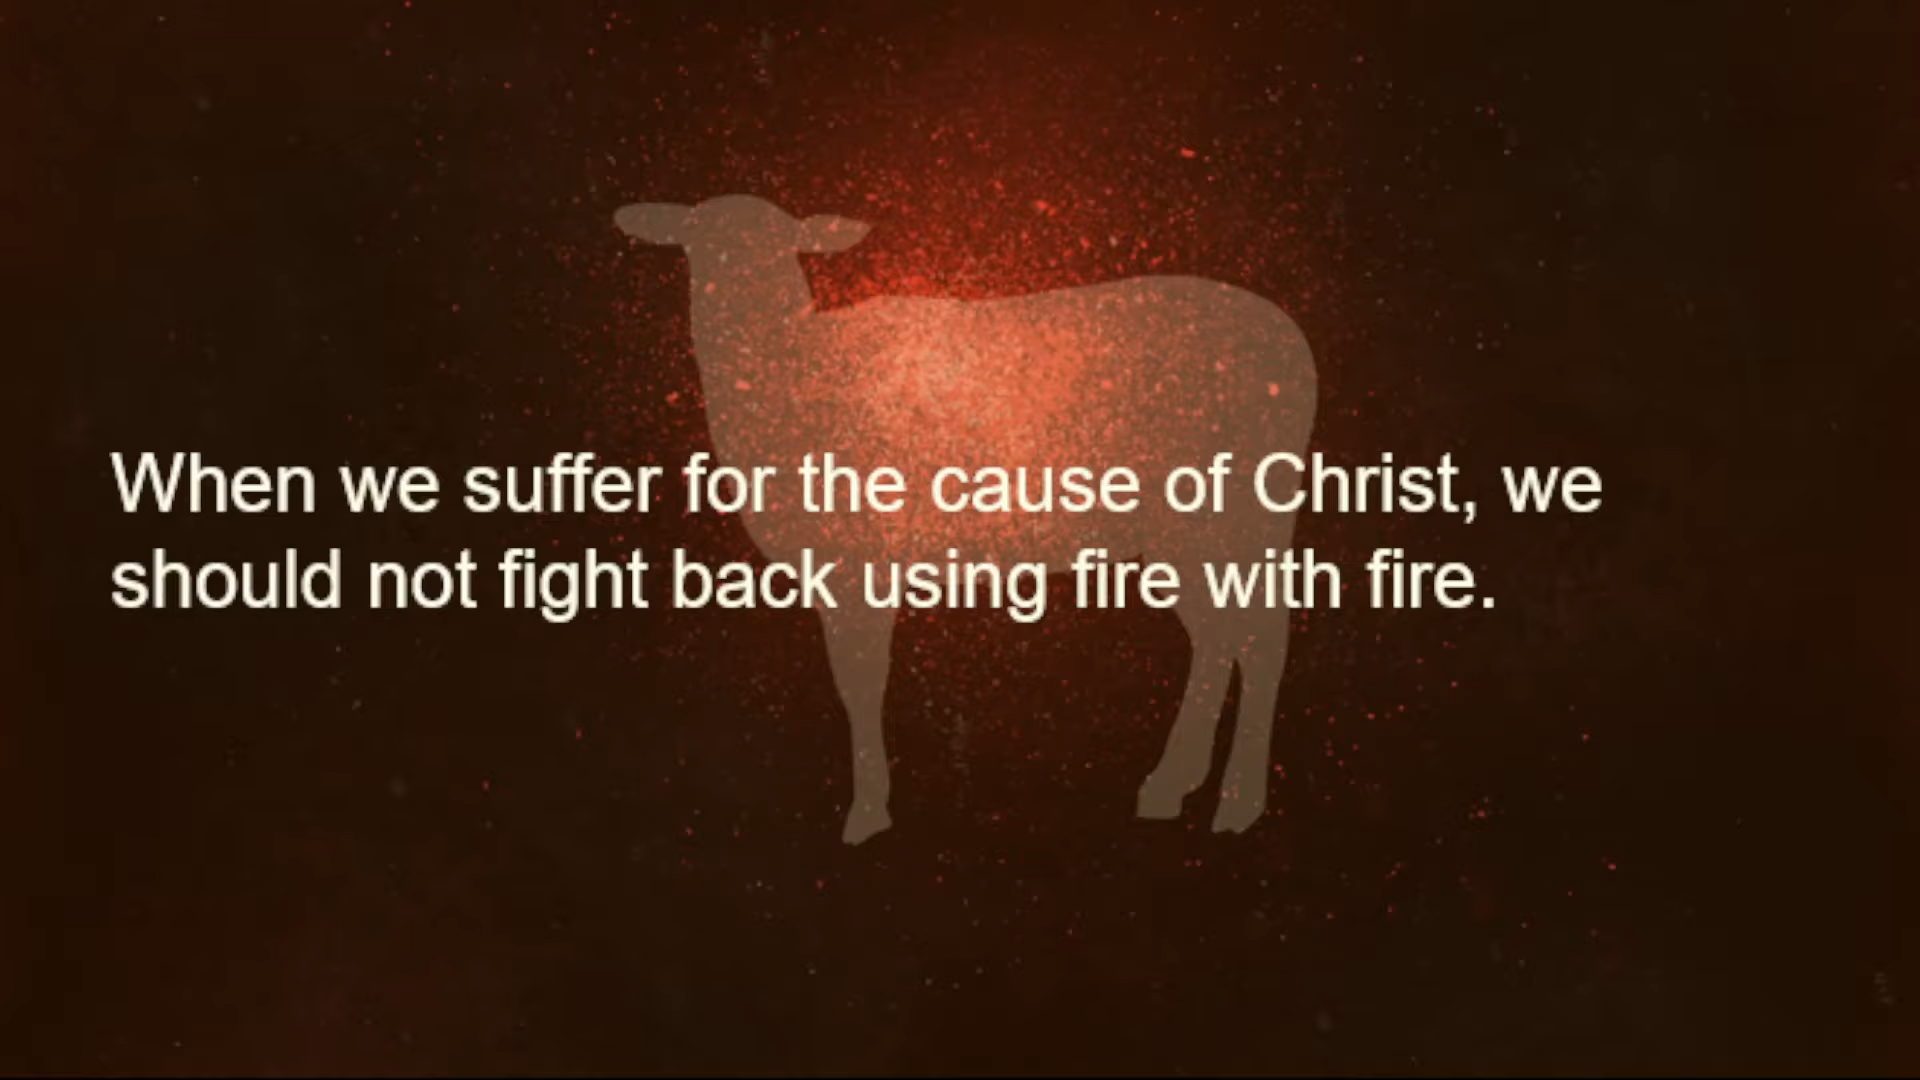 When we suffer for the cause of Christ, we
should not fight back using fire with fire.